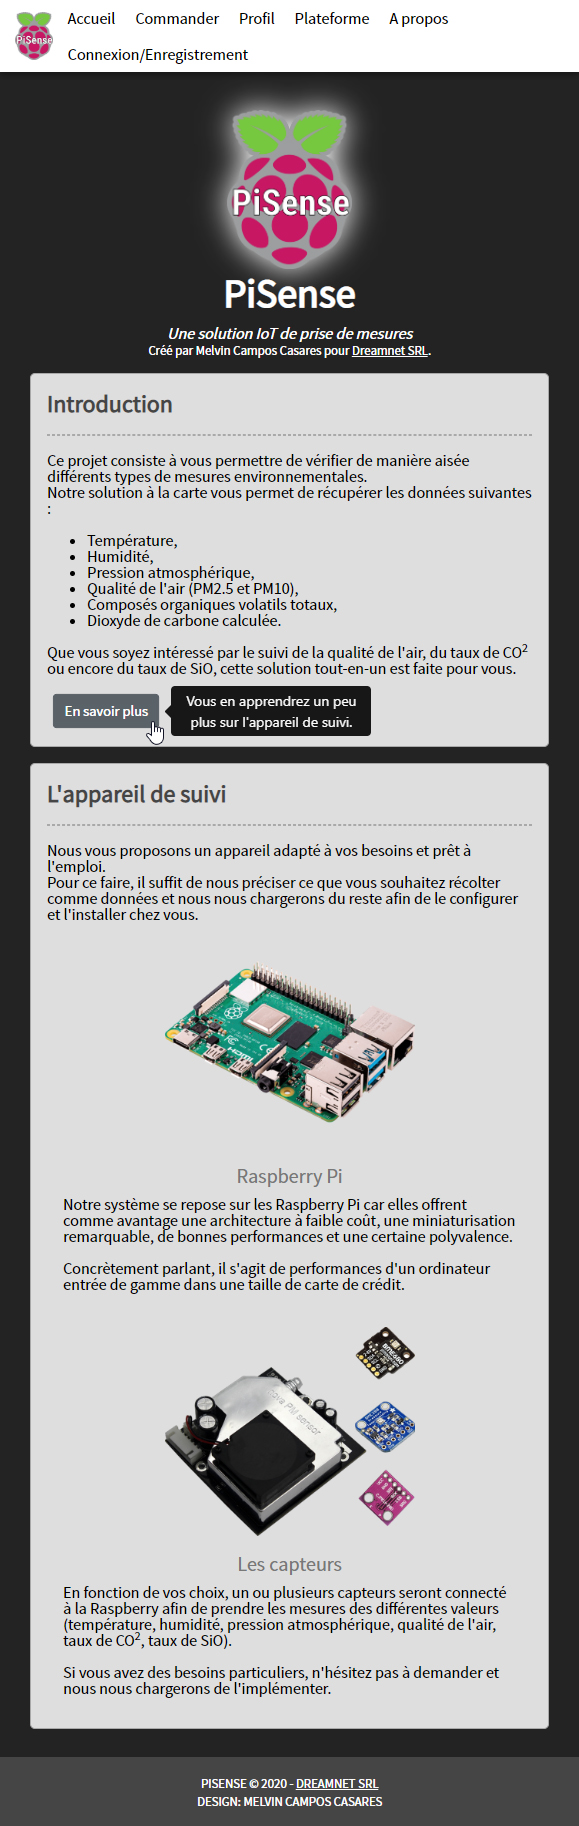 PiSense
Accueil Commander Profil Plateforme A propos
Connexion/Enregistrement
PiSense
PiSense
Une solution IoT de prise de mesures
Créé par Melvin Campos Casares pour Dreamnet SRL.
Introduction
Ce projet consiste à vous permettre de vérifier de manière aisée
différents types de mesures environnementales.
Notre solution à la carte vous permet de récupérer les données suivantes
:
• Température,
• Humidité,
• Pression atmosphérique,
• Qualité de l'air (PM2.5 et PM10),
• Composés organiques volatils totaux,
• Dioxyde de carbone calculée.
Que vous soyez intéressé par le suivi de la qualité de l'air, du taux de CO²
ou encore du taux de SiO, cette solution tout-en-un est faite pour vous.
En savoir plus
Vous en apprendrez un peu
plus sur l'appareil de suivi.
L'appareil de suivi
Nous vous proposons un appareil adapté à vos besoins et prêt à
l'emploi.
Pour ce faire, il suffit de nous préciser ce que vous souhaitez récolter
comme données et nous nous chargerons du reste afin de le configurer
et l'installer chez vous.
HDMI
Raspberry Pi
Notre système se repose sur les Raspberry Pi car elles offrent
comme avantage une architecture à faible coût, une miniaturisation
remarquable, de bonnes performances et une certaine polyvalence.
Concrètement parlant, il s'agit de performances d'un ordinateur
entrée de gamme dans une taille de carte de crédit.
PM sensor
Les capteurs
En fonction de vos choix, un ou plusieurs capteurs seront connecté
à la Raspberry afin de prendre les mesures des différentes valeurs
(température, humidité, pression atmosphérique, qualité de l'air,
taux de CO², taux de SiO).
Si vous avez des besoins particuliers, n'hésitez pas à demander et
nous nous chargerons de l'implémenter.
PISENSE © 2020 - DREAMNET SRL
DESIGN: MELVIN CAMPOS CASARES